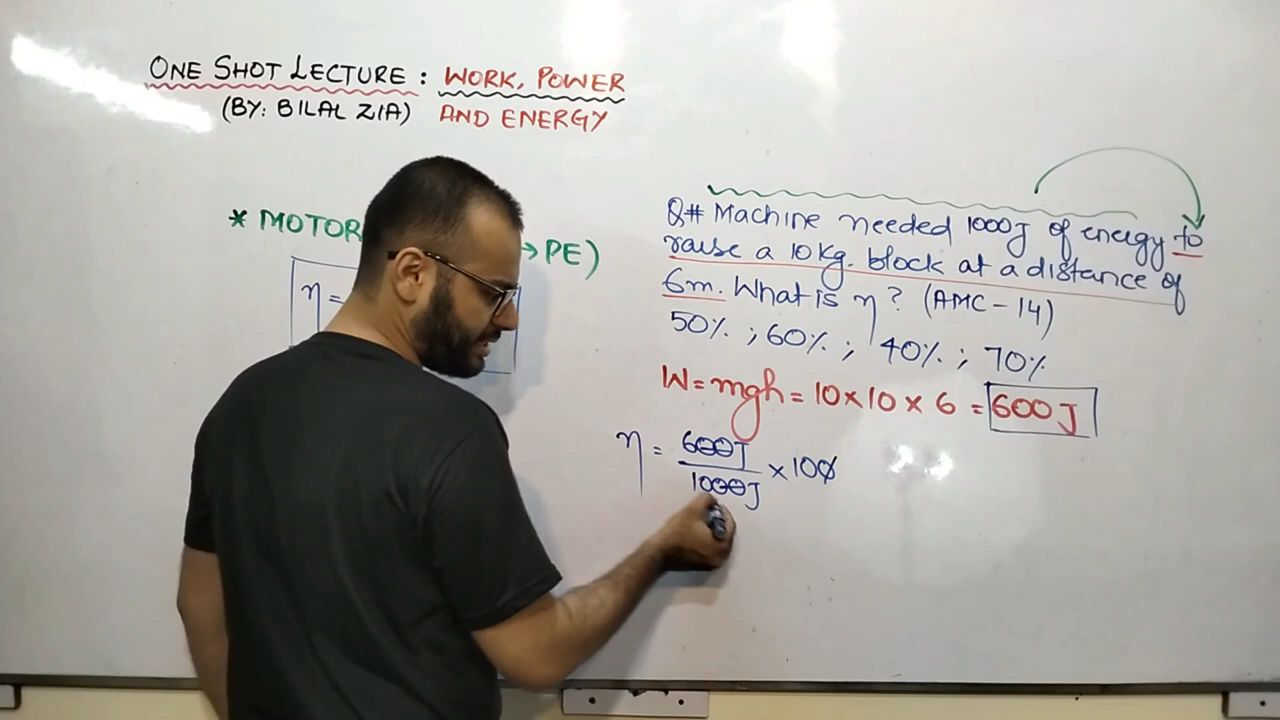 ONE SHOT LECTURE : WORK, POWER
(BY: BILAL ZIA) AND ENERGY
* MOTOR → PE)
η =
Q# Machine needed 1000J of energy to
raise a 10Kg. block at a distance of
6m. What is η? (AMC-14)
50% ; 60% ; 40% ; 70%
W = mgh = 10 × 10 × 6 = 600 J
η = 600J / 1000J × 100